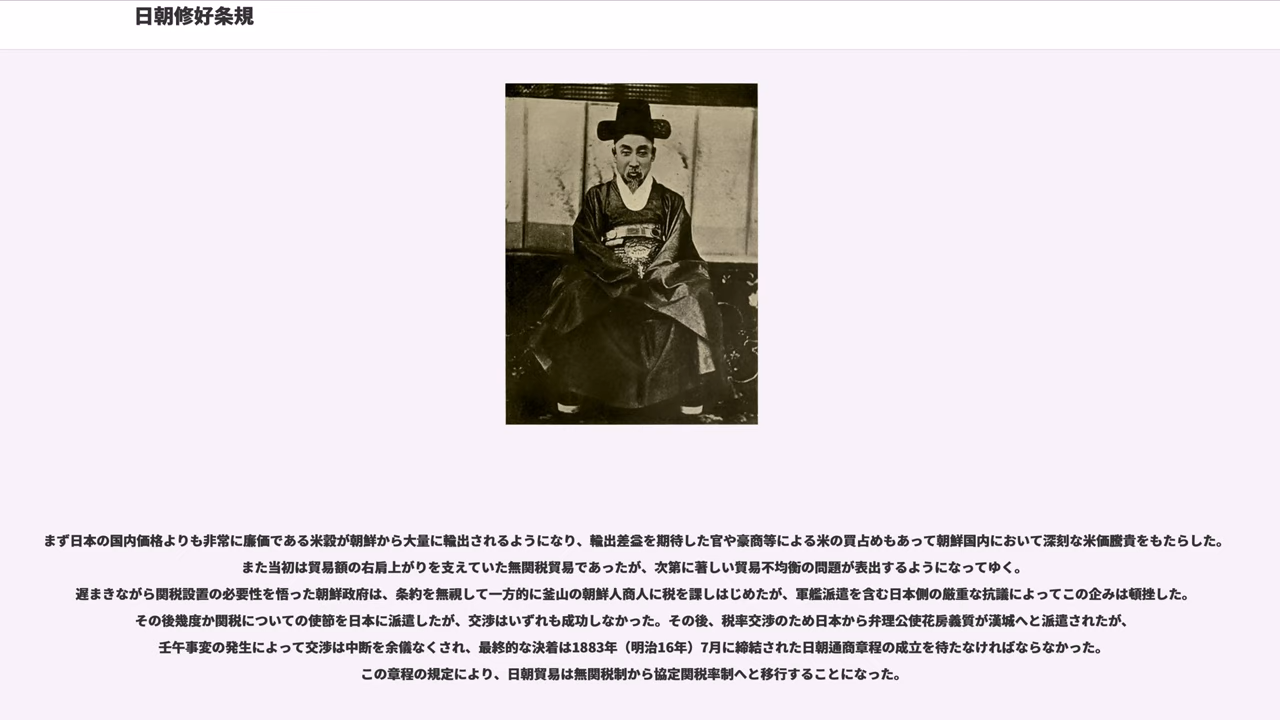 日朝修好条規
まず日本の国内価格よりも非常に廉価である米穀が朝鮮から大量に輸出されるようになり、輸出差益を期待した官や豪商等による米の買占めもあって朝鮮国内において深刻な米価騰貴をもたらした。
また当初は貿易額の右肩上がりを支えていた無関税貿易であったが、次第に著しい貿易不均衡の問題が表出するようになってゆく。
遅まきながら関税設置の必要性を悟った朝鮮政府は、条約を無視して一方的に釜山の朝鮮人商人に税を課しはじめたが、軍艦派遣を含む日本側の厳重な抗議によってこの企みは頓挫した。
その後幾度か関税についての使節を日本に派遣したが、交渉はいずれも成功しなかった。その後、税率交渉のため日本から弁理公使花房義質が漢城へと派遣されたが、
壬午事変の発生によって交渉は中断を余儀なくされ、最終的な決着は1883年（明治16年）7月に締結された日朝通商章程の成立を待たなければならなかった。
この章程の規定により、日朝貿易は無関税制から協定関税率制へと移行することになった。